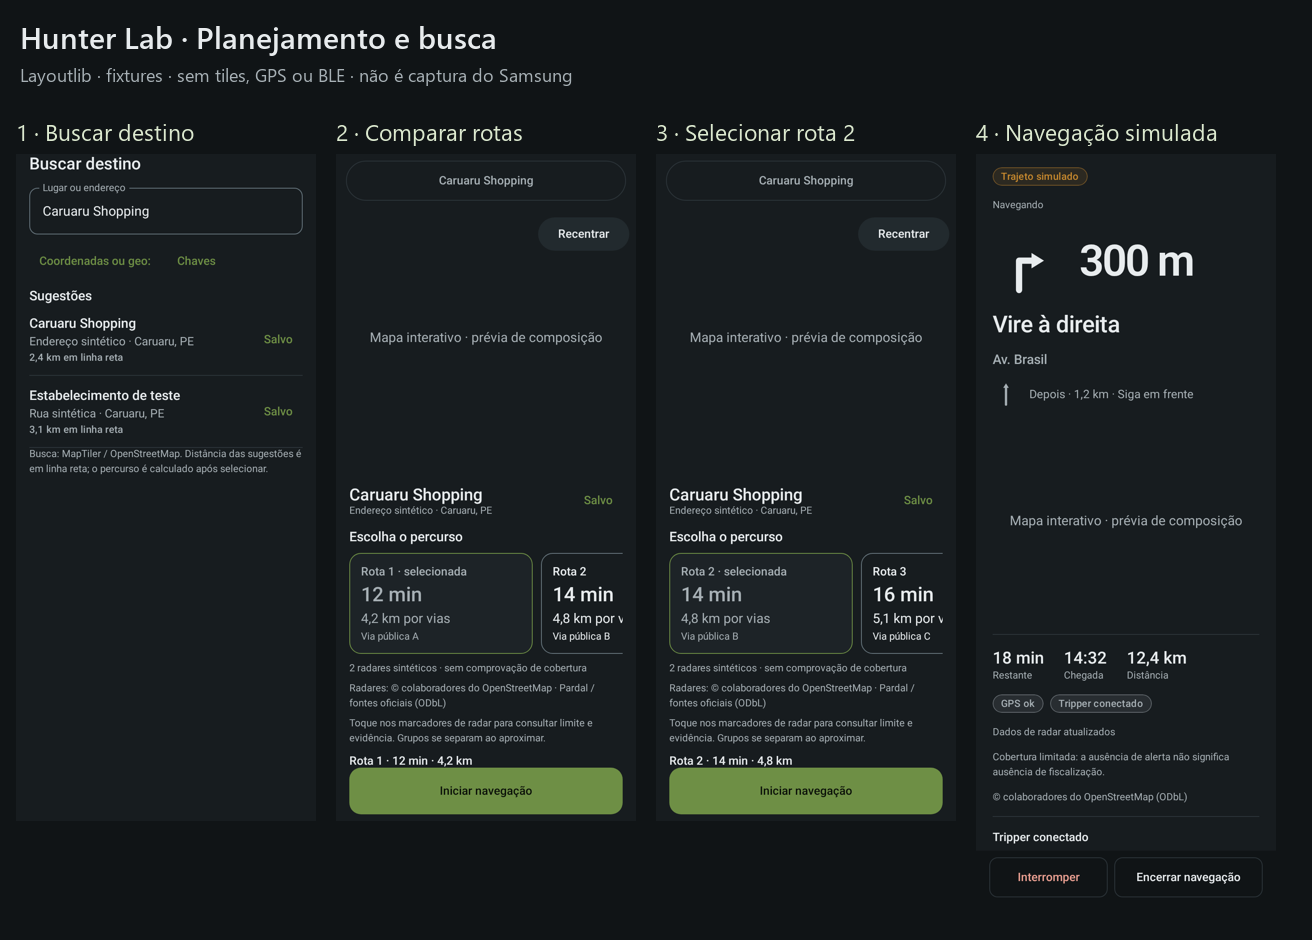 Hunter Lab · Planejamento e busca
Layoutlib · fixtures · sem tiles, GPS ou BLE · não é captura do Samsung
1 · Buscar destino
Buscar destino
Lugar ou endereço
Caruaru Shopping
Coordenadas ou geo:
Chaves
Sugestões
Caruaru Shopping
Endereço sintético · Caruaru, PE
2,4 km em linha reta
Salvo
Estabelecimento de teste
Rua sintética · Caruaru, PE
3,1 km em linha reta
Salvo
Busca: MapTiler / OpenStreetMap. Distância das sugestões é
em linha reta; o percurso é calculado após selecionar.
2 · Comparar rotas
Caruaru Shopping
Recentrar
Mapa interativo · prévia de composição
Caruaru Shopping
Endereço sintético · Caruaru, PE
Salvo
Escolha o percurso
Rota 1 · selecionada
12 min
4,2 km por vias
Via pública A
Rota 2
14 min
4,8 km por v
Via pública B
2 radares sintéticos · sem comprovação de cobertura
Radares: © colaboradores do OpenStreetMap · Pardal /
fontes oficiais (ODbL)
Toque nos marcadores de radar para consultar limite e
evidência. Grupos se separam ao aproximar.
Rota 1 · 12 min · 4,2 km
Iniciar navegação
3 · Selecionar rota 2
Caruaru Shopping
Recentrar
Mapa interativo · prévia de composição
Caruaru Shopping
Endereço sintético · Caruaru, PE
Salvo
Escolha o percurso
Rota 2 · selecionada
14 min
4,8 km por vias
Via pública B
Rota 3
16 min
5,1 km por v
Via pública C
2 radares sintéticos · sem comprovação de cobertura
Radares: © colaboradores do OpenStreetMap · Pardal /
fontes oficiais (ODbL)
Toque nos marcadores de radar para consultar limite e
evidência. Grupos se separam ao aproximar.
Rota 2 · 14 min · 4,8 km
Iniciar navegação
4 · Navegação simulada
Trajeto simulado
Navegando
300 m
Vire à direita
Av. Brasil
Depois · 1,2 km · Siga em frente
Mapa interativo · prévia de composição
18 min
Restante
14:32
Chegada
12,4 km
Distância
GPS ok
Tripper conectado
Dados de radar atualizados
Cobertura limitada: a ausência de alerta não significa
ausência de fiscalização.
© colaboradores do OpenStreetMap (ODbL)
Tripper conectado
Interromper
Encerrar navegação